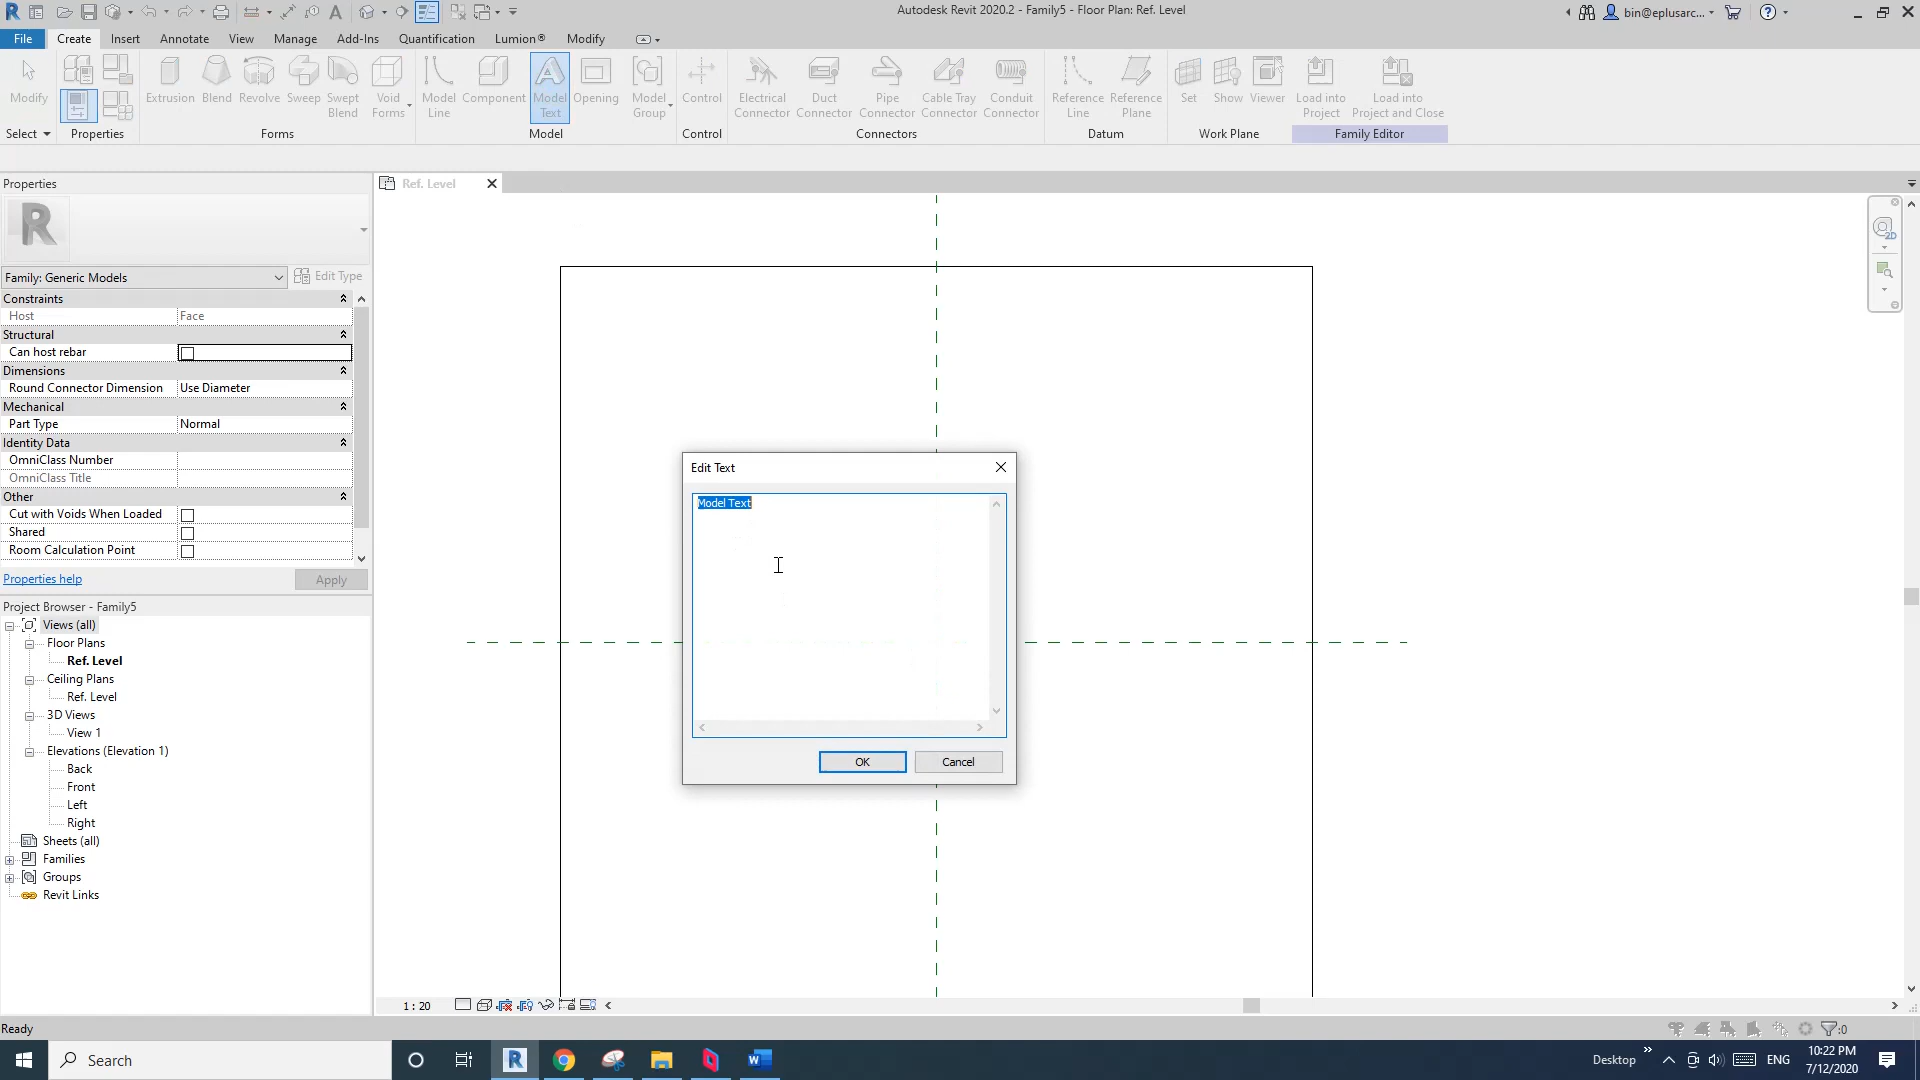 Autodesk Revit 2020.2 - Family5 - Floor Plan: Ref. Level
bin@eplusarc...
File Create Insert Annotate View Manage Add-Ins Quantification Lumion® Modify
Modify
Extrusion
Blend
Revolve
Sweep
Swept Blend
Void Forms
Model Line
Component
Model Text
Opening
Model Group
Control
Electrical Connector
Duct Connector
Pipe Connector
Cable Tray Connector
Conduit Connector
Reference Line
Reference Plane
Set
Show
Viewer
Load into Project
Load into Project and Close
Select Properties Forms Model Control Connectors Datum Work Plane Family Editor
Properties
Ref. Level
R
Family: Generic Models Edit Type
Constraints
Host Face
Structural
Can host rebar
Dimensions
Round Connector Dimension Use Diameter
Mechanical
Part Type Normal
Identity Data
OmniClass Number
OmniClass Title
Other
Cut with Voids When Loaded
Shared
Room Calculation Point
Properties help Apply
Project Browser - Family5
Views (all)
Floor Plans
Ref. Level
Ceiling Plans
Ref. Level
3D Views
View 1
Elevations (Elevation 1)
Back
Front
Left
Right
Sheets (all)
Families
Groups
Revit Links
Edit Text
Model Text
OK Cancel
2D
1 : 20
Ready
:0
Search
Desktop
ENG
10:22 PM
7/12/2020